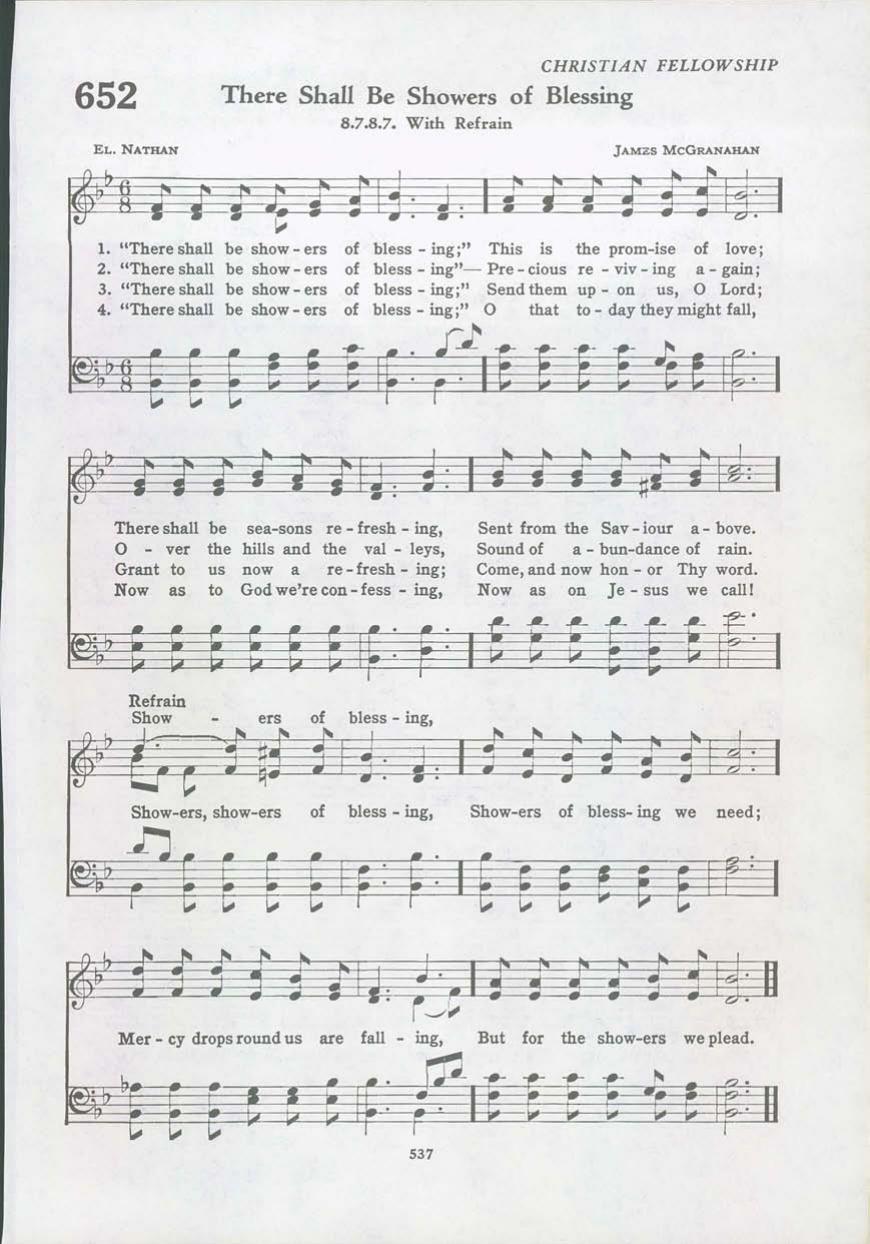 CHRISTIAN FELLOWSHIP
652 There Shall Be Showers of Blessing
8.7.8.7. With Refrain
El. Nathan James McGranahan
1. “There shall be show - ers of bless - ing;” This is the prom-ise of love;
2. “There shall be show - ers of bless - ing”— Pre - cious re - viv - ing a - gain;
3. “There shall be show - ers of bless - ing;” Send them up - on us, O Lord;
4. “There shall be show - ers of bless - ing;” O that to - day they might fall,
There shall be sea-sons re - fresh - ing, Sent from the Sav - iour a - bove.
O - ver the hills and the val - leys, Sound of a - bun-dance of rain.
Grant to us now a re - fresh - ing; Come, and now hon - or Thy word.
Now as to God we're con - fess - ing, Now as on Je - sus we call!
Refrain
Show - ers of bless - ing,
Show-ers, show-ers of bless - ing, Show-ers of bless- ing we need;
Mer - cy drops round us are fall - ing, But for the show-ers we plead.
537